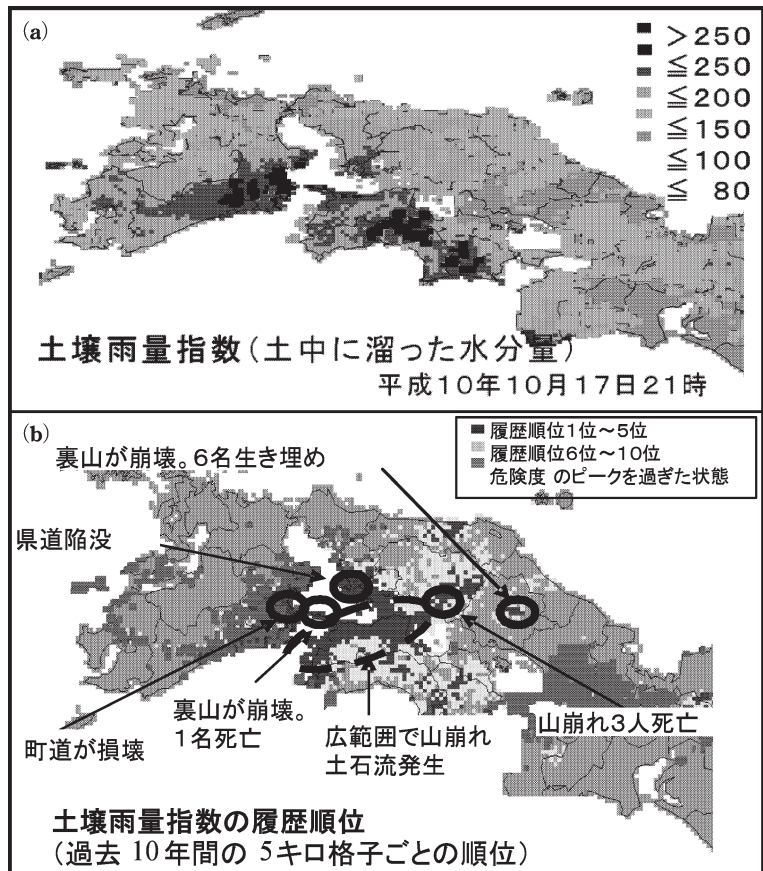 (a)
＞250
≦250
≦200
≦150
≦100
≦ 80
土壌雨量指数(土中に溜った水分量)
平成10年10月17日21時
(b)
履歴順位1位～5位
履歴順位6位～10位
危険度 のピークを過ぎた状態
裏山が崩壊。6名生き埋め
県道陥没
町道が損壊
裏山が崩壊。
1名死亡
広範囲で山崩れ
土石流発生
山崩れ3人死亡
土壌雨量指数の履歴順位
(過去 10年間の 5キロ格子ごとの順位)